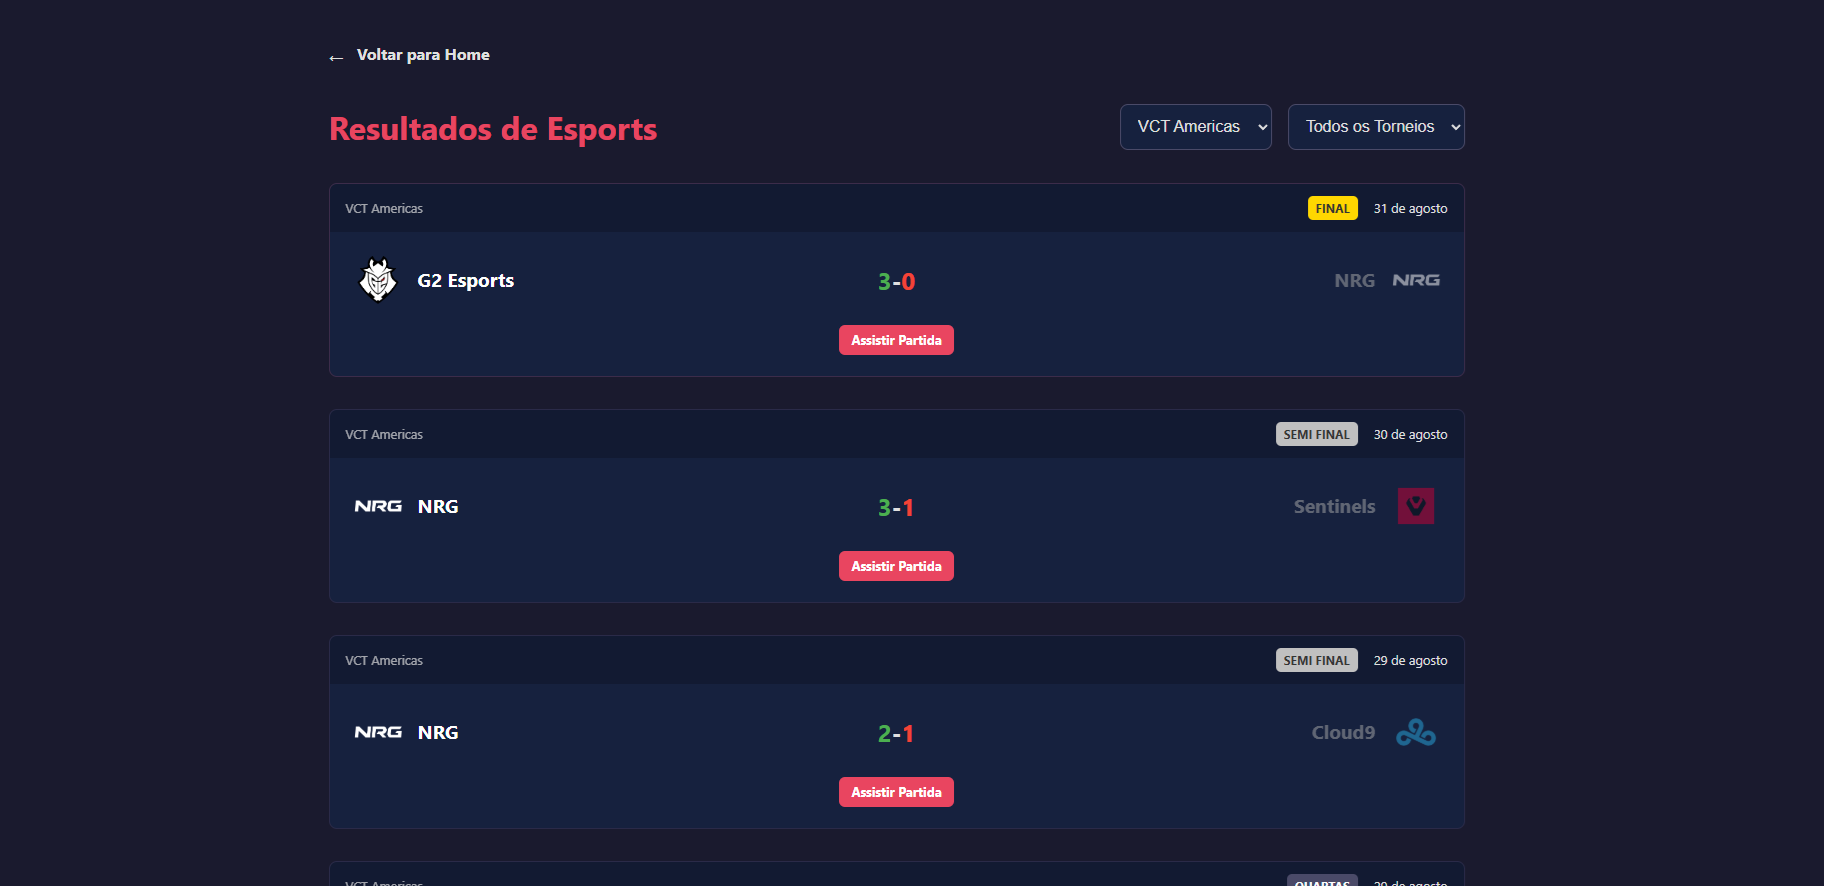 ← Voltar para Home
Resultados de Esports
VCT Americas
Todos os Torneios
VCT Americas
FINAL
31 de agosto
G2 Esports
3-0
NRG
NRG
Assistir Partida
VCT Americas
SEMI FINAL
30 de agosto
NRG
NRG
3-1
Sentinels
Assistir Partida
VCT Americas
SEMI FINAL
29 de agosto
NRG
NRG
2-1
Cloud9
Assistir Partida
VCT Americas
QUARTAS